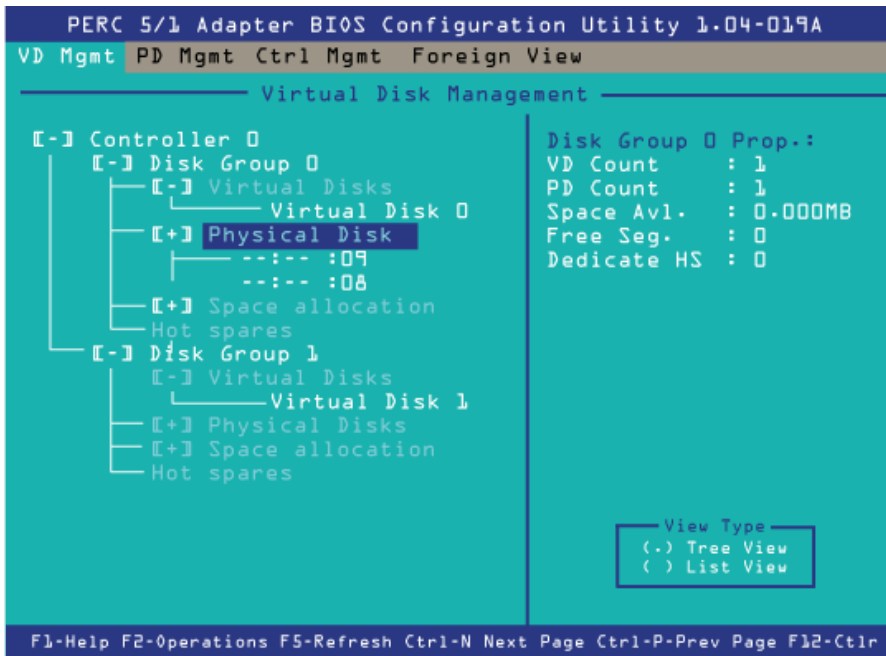 PERC 5/1 Adapter BIOS Configuration Utility 1.04-019A
VD Mgmt PD Mgmt Ctrl Mgmt Foreign View
Virtual Disk Management
[-] Controller 0
[-] Disk Group 0
[-] Virtual Disks
Virtual Disk 0
[+] Physical Disk
--:-- :09
--:-- :08
[+] Space allocation
Hot spares
[-] Disk Group 1
[-] Virtual Disks
Virtual Disk 1
[+] Physical Disks
[+] Space allocation
Hot spares
Disk Group 0 Prop.:
VD Count : 1
PD Count : 1
Space Avl. : 0.000MB
Free Seg. : 0
Dedicate HS : 0
View Type
(.) Tree View
( ) List View
F1-Help F2-Operations F5-Refresh Ctrl-N Next Page Ctrl-P-Prev Page F12-Ctlr